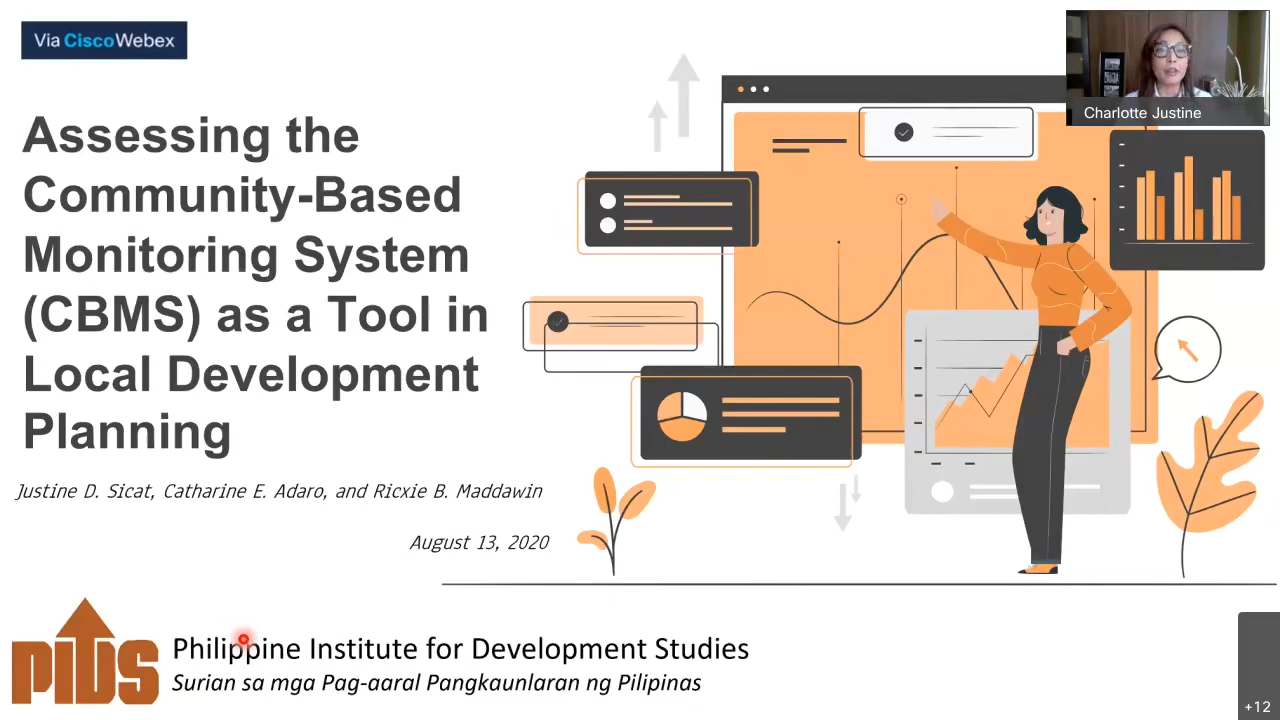 Via CiscoWebex
Charlotte Justine
Assessing the
Community-Based
Monitoring System
(CBMS) as a Tool in
Local Development
Planning
Justine D. Sicat, Catharine E. Adaro, and Ricxie B. Maddawin
August 13, 2020
PIDS
Philippine Institute for Development Studies
Surian sa mga Pag-aaral Pangkaunlaran ng Pilipinas
+12